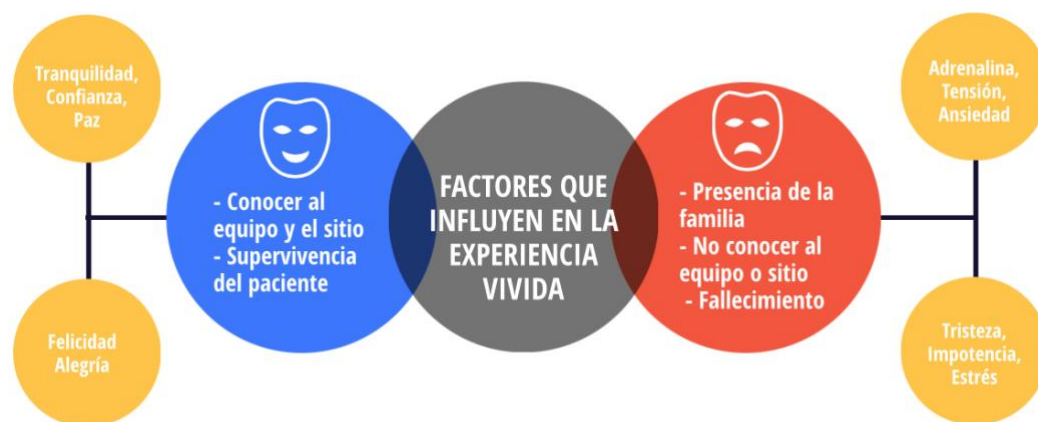 Tranquilidad,
Confianza,
Paz
Felicidad
Alegría
- Conocer al
equipo y el sitio
- Supervivencia
del paciente
FACTORES QUE
INFLUYEN EN LA
EXPERIENCIA
VIVIDA
- Presencia de la
familia
- No conocer al
equipo o sitio
- Fallecimiento
Adrenalina,
Tensión,
Ansiedad
Tristeza,
Impotencia,
Estrés